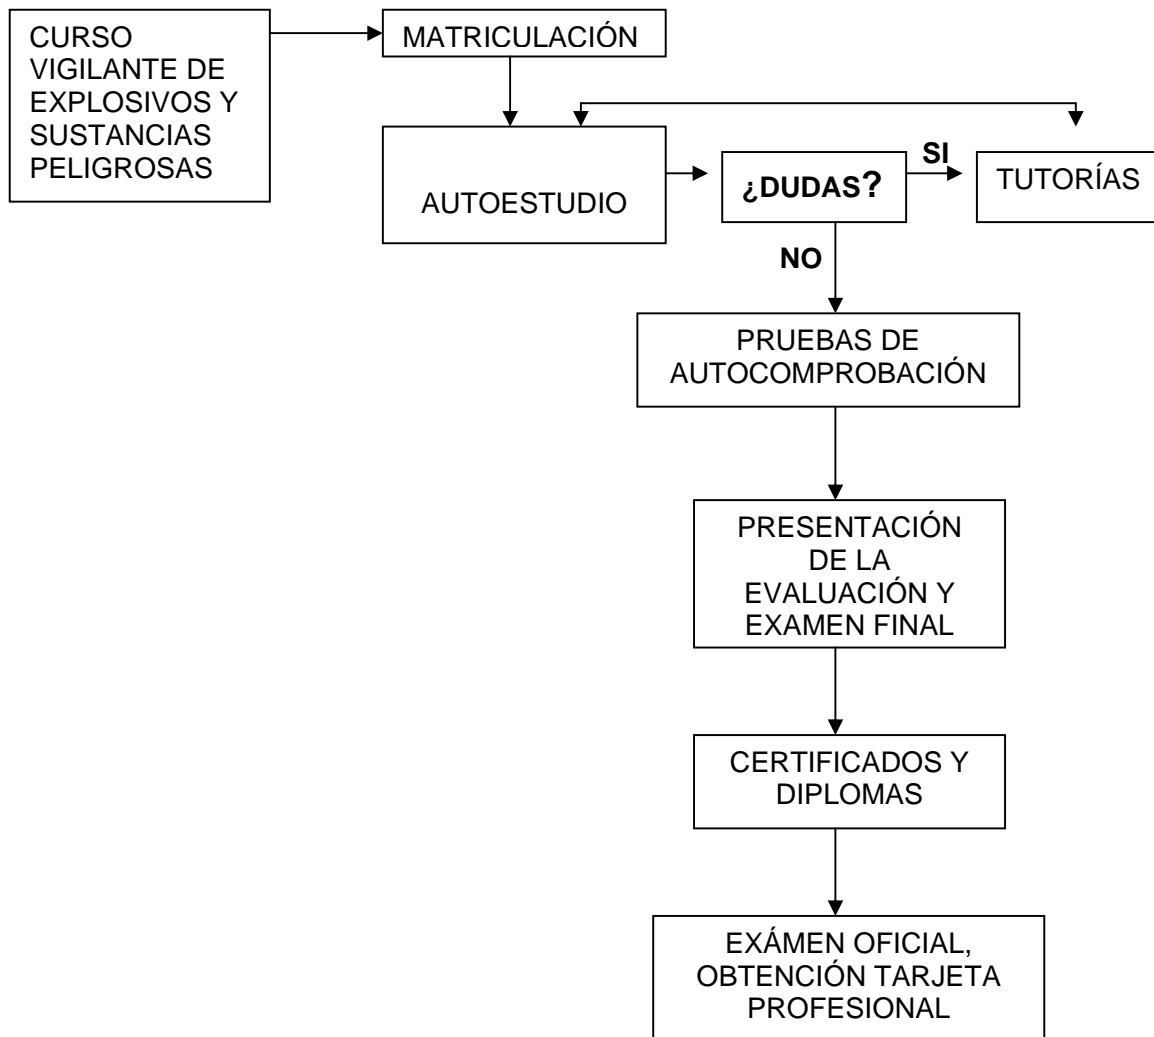 CURSO
VIGILANTE DE
EXPLOSIVOS Y
SUSTANCIAS
PELIGROSAS
MATRICULACIÓN
AUTOESTUDIO
¿DUDAS?
SI
TUTORÍAS
NO
PRUEBAS DE
AUTOCOMPROBACIÓN
PRESENTACIÓN
DE LA
EVALUACIÓN Y
EXAMEN FINAL
CERTIFICADOS Y
DIPLOMAS
EXÁMEN OFICIAL,
OBTENCIÓN TARJETA
PROFESIONAL